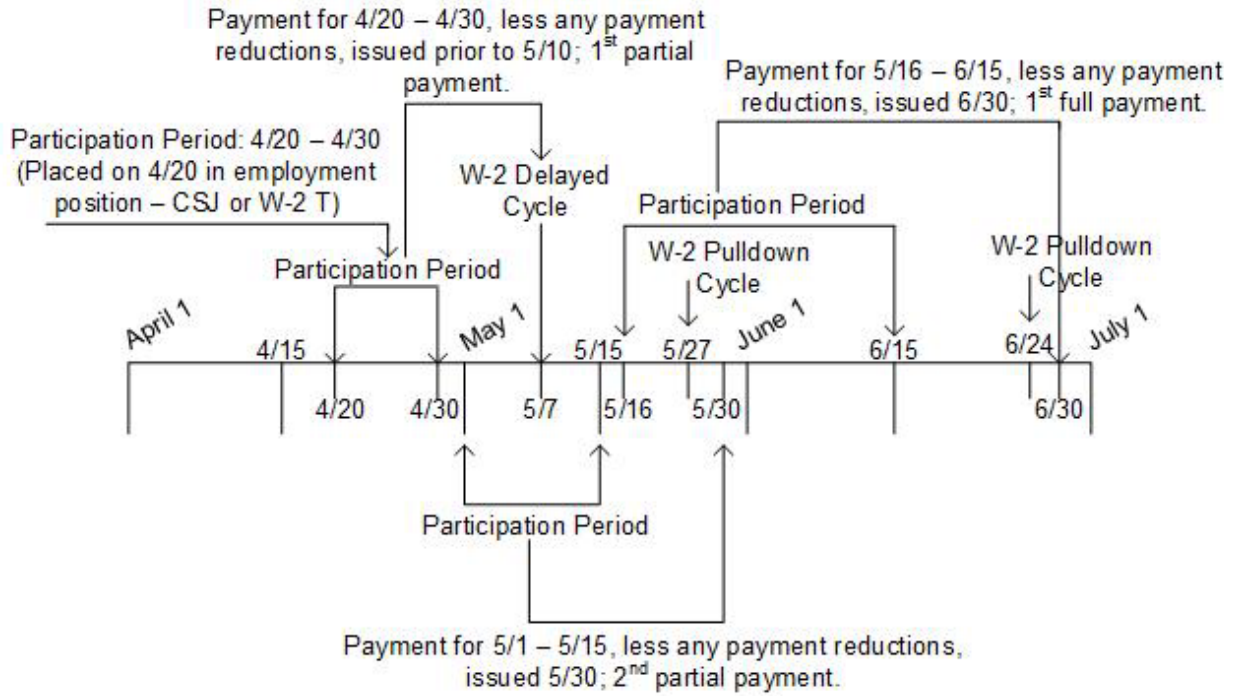 Payment for 4/20 – 4/30, less any payment
reductions, issued prior to 5/10; 1st partial
payment.
Payment for 5/16 – 6/15, less any payment
reductions, issued 6/30; 1st full payment.
Participation Period: 4/20 – 4/30
(Placed on 4/20 in employment
position – CSJ or W-2 T)
W-2 Delayed
Cycle
Participation Period
W-2 Pulldown
Cycle
W-2 Pulldown
Cycle
Participation Period
April 1
4/15
May 1
5/15
5/27
June 1
6/15
6/24
July 1
4/20
4/30
5/7
5/16
5/30
6/30
Participation Period
Payment for 5/1 – 5/15, less any payment reductions,
issued 5/30; 2nd partial payment.